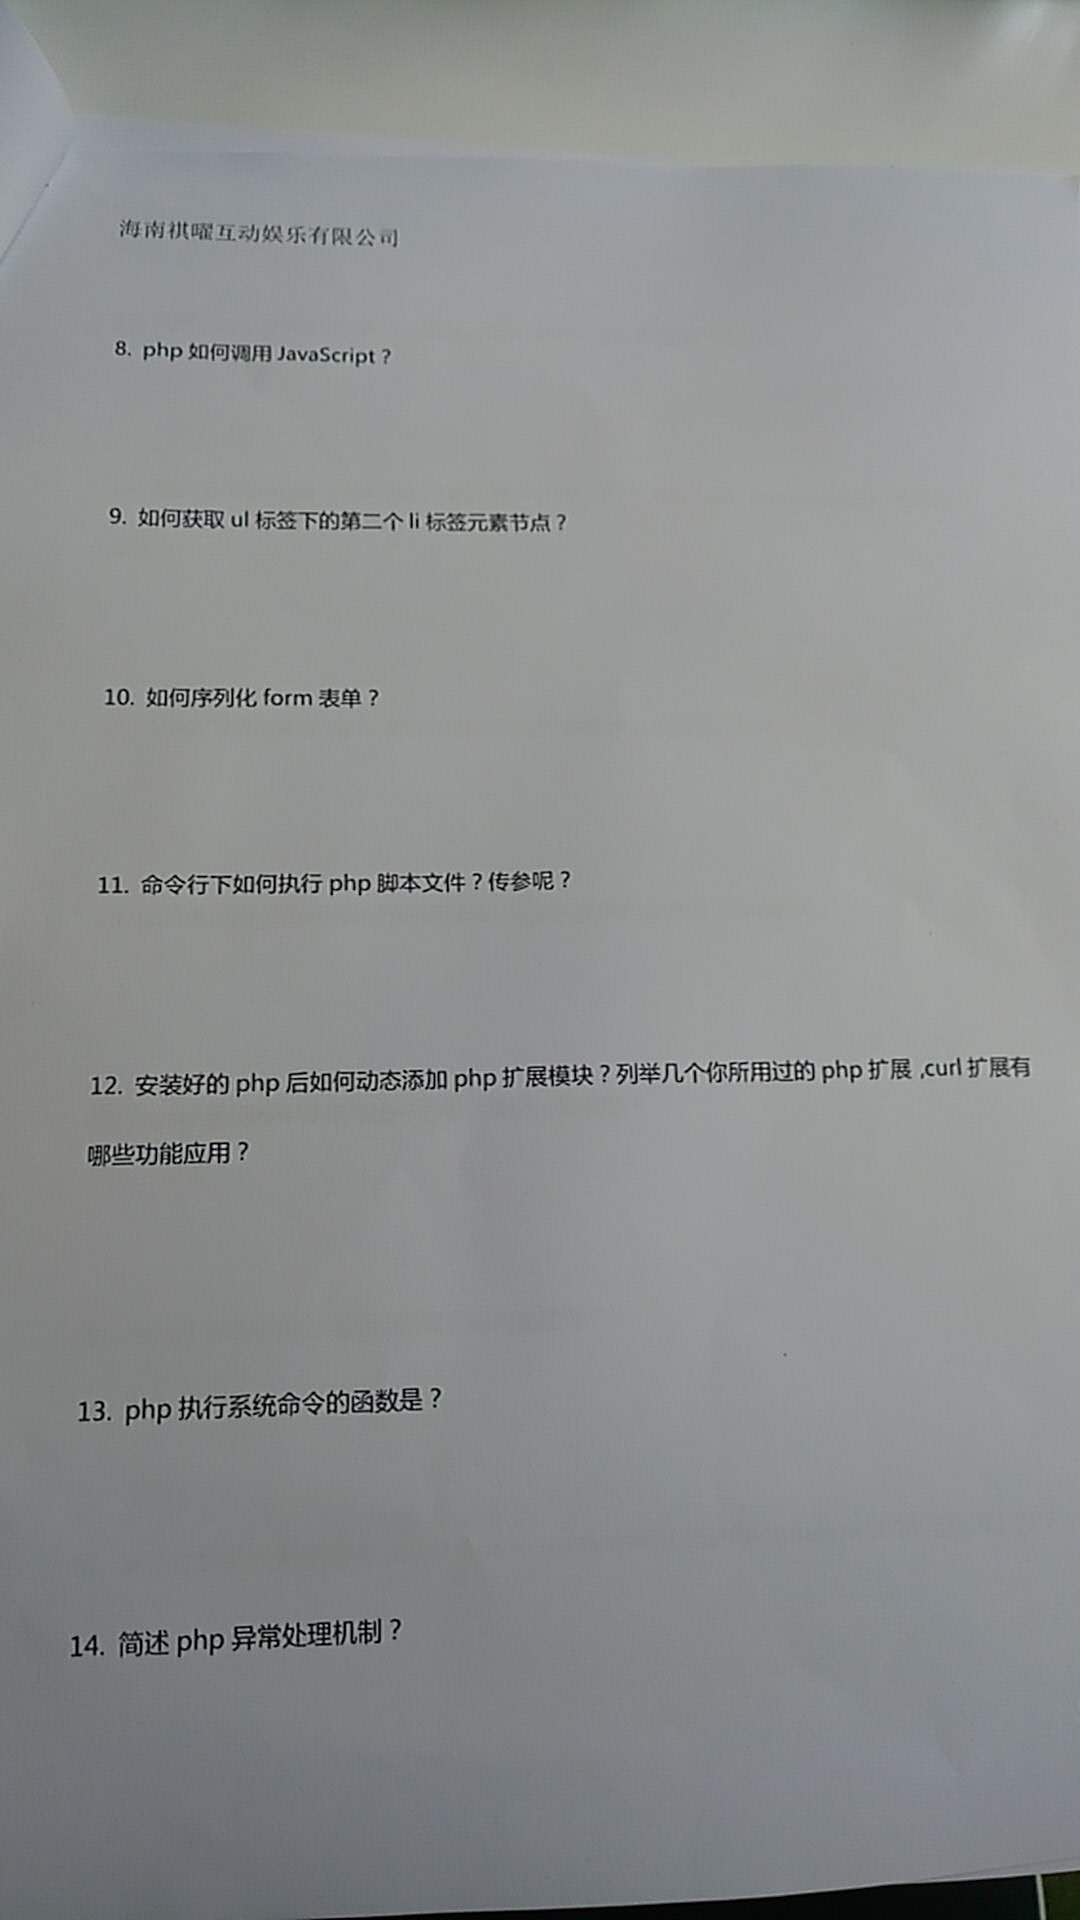 海南祺曜互动娱乐有限公司
8. php 如何调用 JavaScript？
9. 如何获取 ul 标签下的第二个 li 标签元素节点？
10. 如何序列化 form 表单？
11. 命令行下如何执行 php 脚本文件？传参呢？
12. 安装好的 php 后如何动态添加 php 扩展模块？列举几个你所用过的 php 扩展 ,curl 扩展有
哪些功能应用？
13. php 执行系统命令的函数是？
14. 简述 php 异常处理机制？